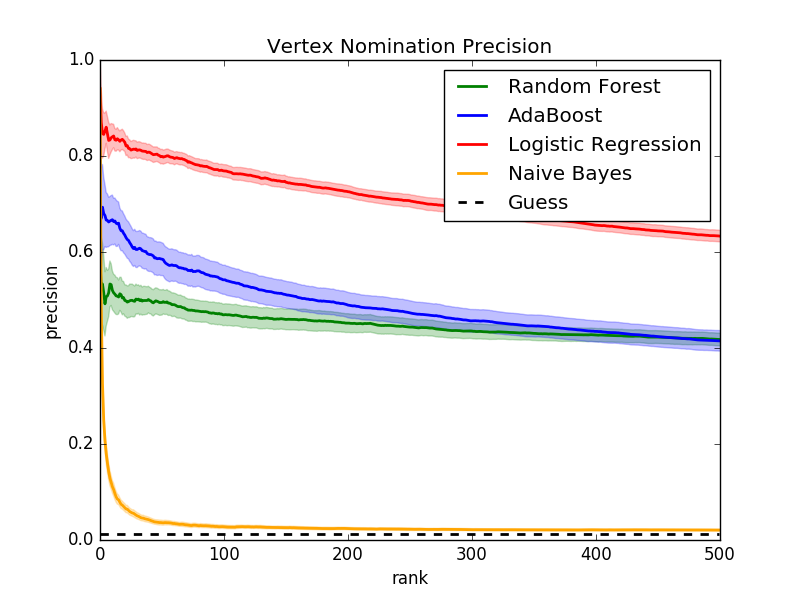 Vertex Nomination Precision
1.0
0.8
0.6
0.4
0.2
0.0
precision
Random Forest
AdaBoost
Logistic Regression
Naive Bayes
Guess
0
100
200
300
400
500
rank